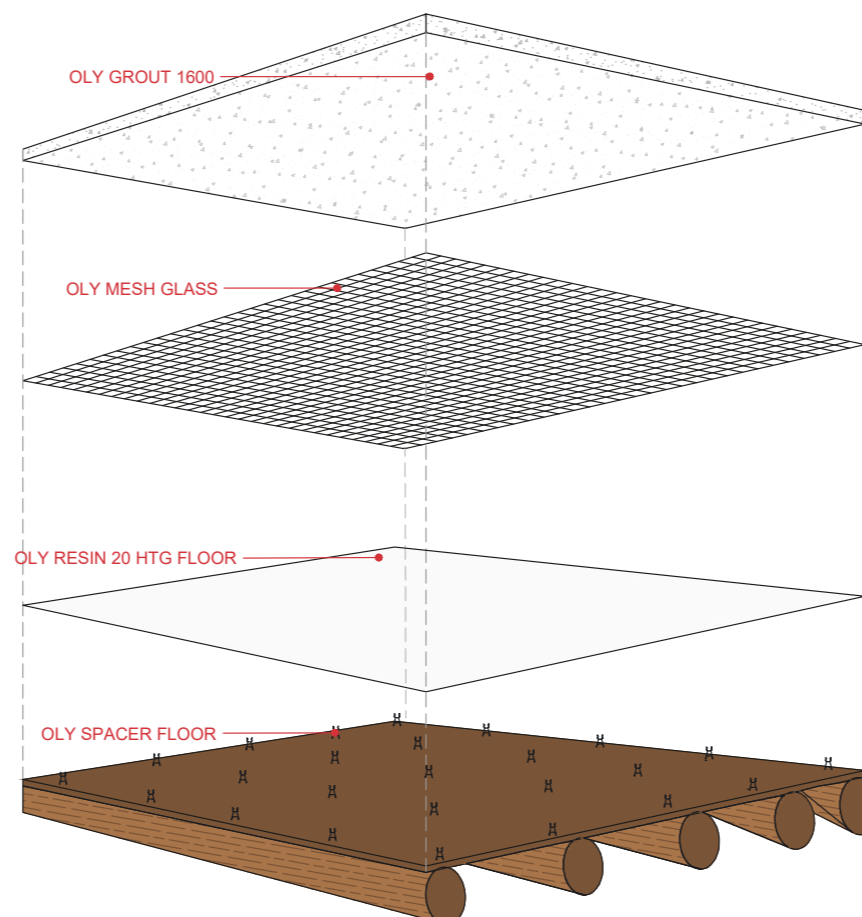 OLY GROUT 1600
OLY MESH GLASS
OLY RESIN 20 HTG FLOOR
OLY SPACER FLOOR